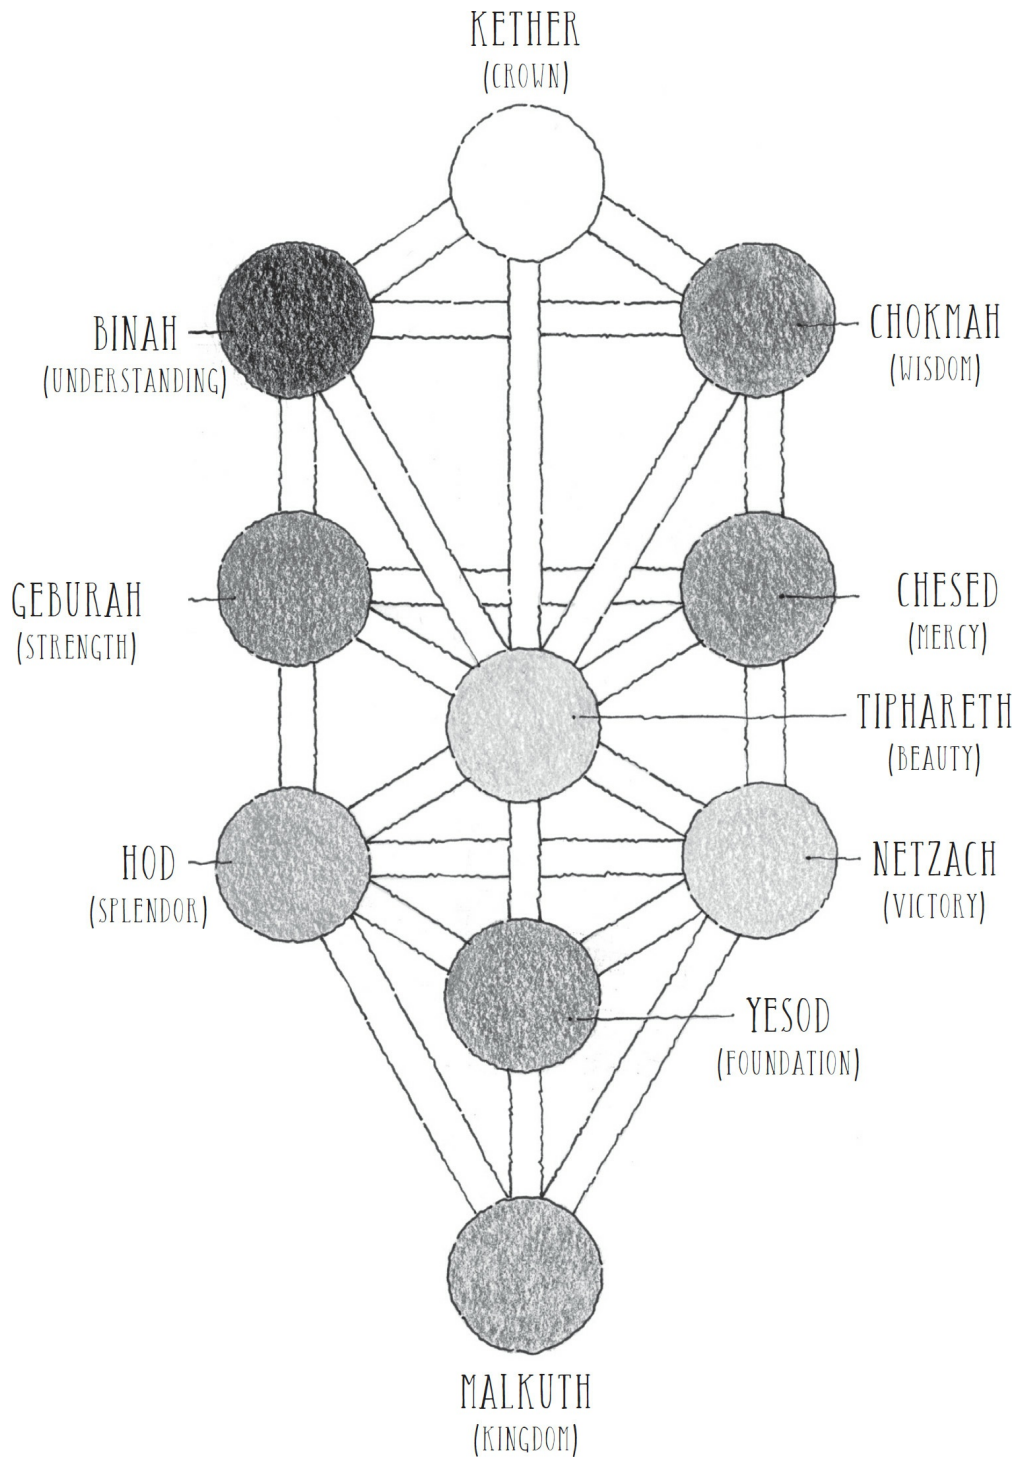 KETHER
(CROWN)
BINAH
(UNDERSTANDING)
CHOKMAH
(WISDOM)
GEBURAH
(STRENGTH)
CHESED
(MERCY)
TIPHARETH
(BEAUTY)
HOD
(SPLENDOR)
NETZACH
(VICTORY)
YESOD
(FOUNDATION)
MALKUTH
(KINGDOM)